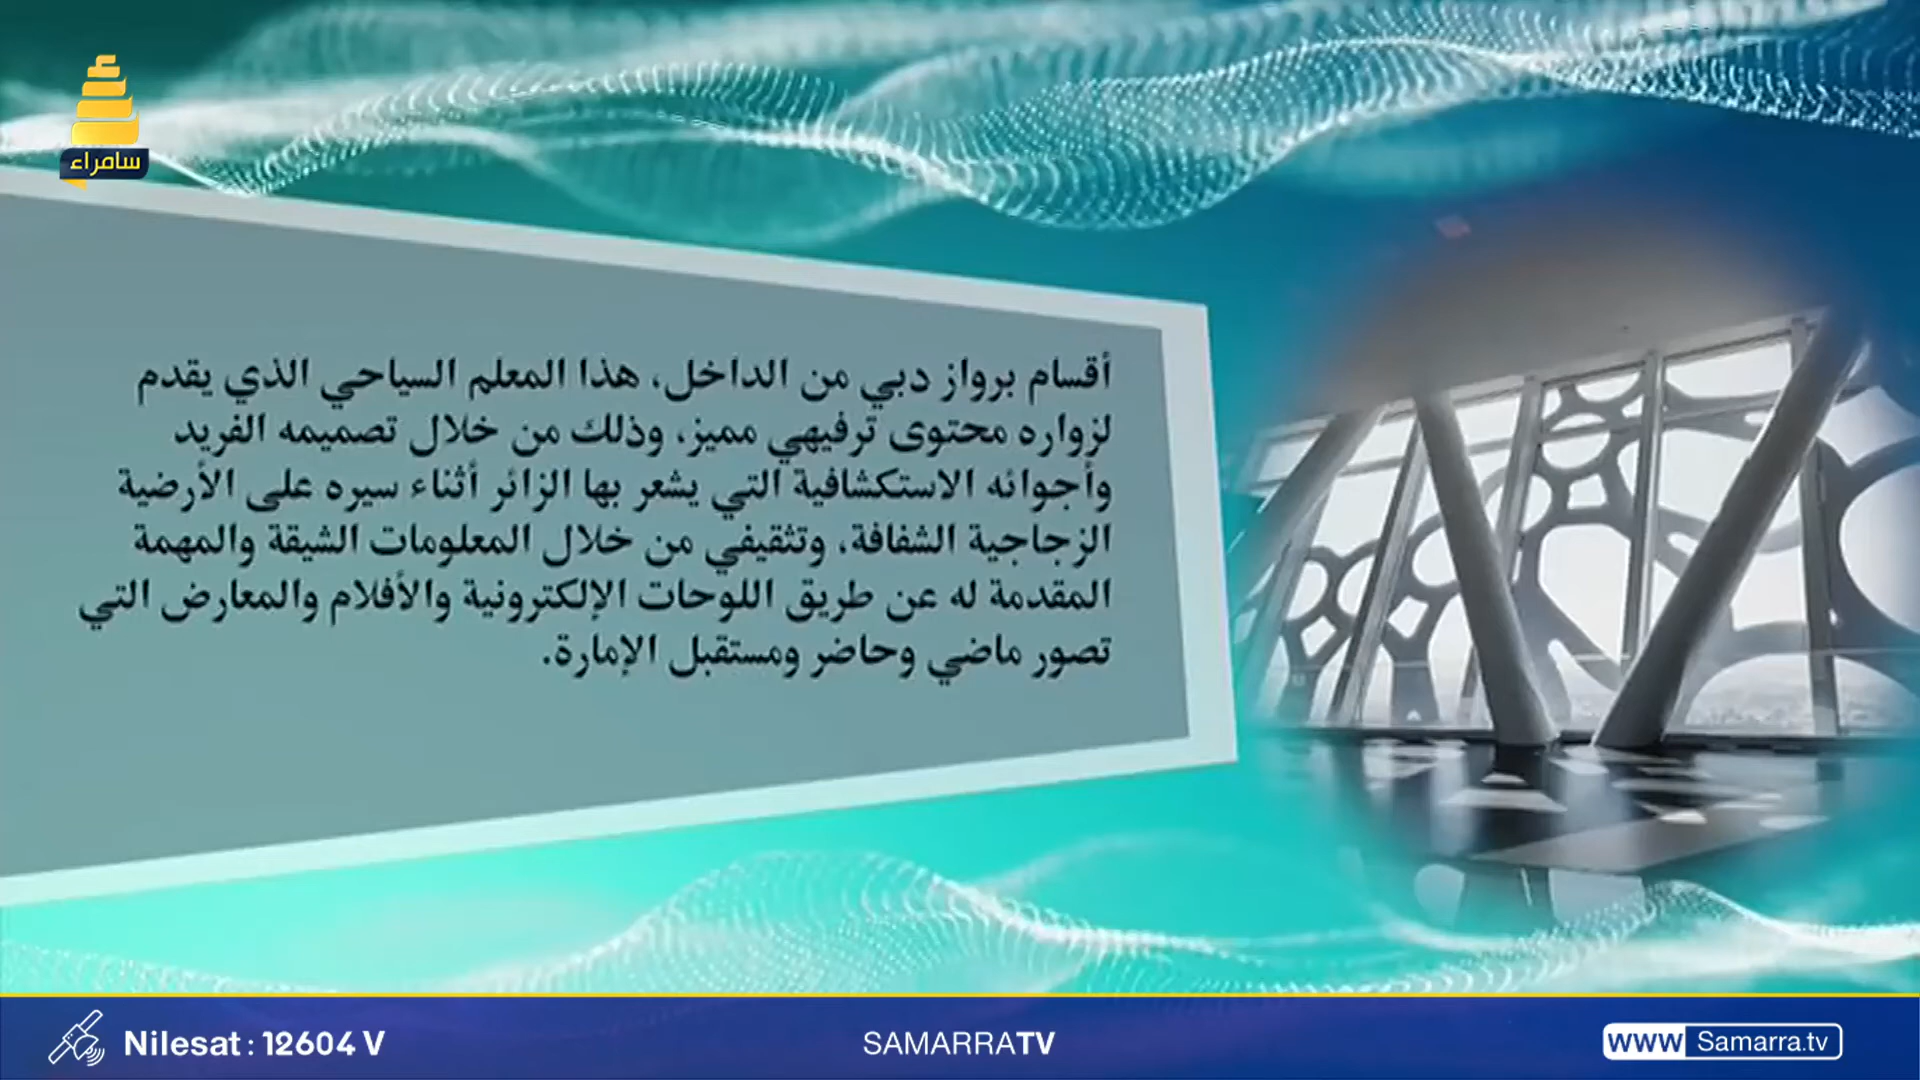 سامراء
أقسام برواز دبي من الداخل، هذا المعلم السياحي الذي يقدم
لزواره محتوى ترفيهي مميز، وذلك من خلال تصميمه الفريد
وأجوائه الاستكشافية التي يشعر بها الزائر أثناء سيره على الأرضية
الزجاجية الشفافة، وتثقيفي من خلال المعلومات الشيقة والمهمة
المقدمة له عن طريق اللوحات الإلكترونية والأفلام والمعارض التي
تصور ماضي وحاضر ومستقبل الإمارة.
Nilesat : 12604 V
SAMARRATV
www Samarra.tv